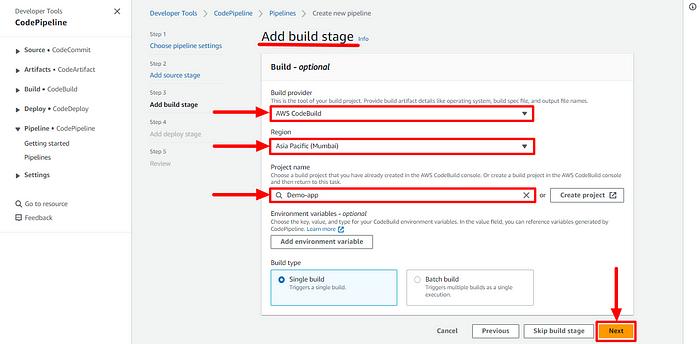 Developer Tools
CodePipeline
Source • CodeCommit
Artifacts • CodeArtifact
Build • CodeBuild
Deploy • CodeDeploy
Pipeline • CodePipeline
Getting started
Pipelines
Settings
Go to resource
Feedback
Developer Tools > CodePipeline > Pipelines > Create new pipeline
Step 1
Choose pipeline settings
Step 2
Add source stage
Step 3
Add build stage
Step 4
Add deploy stage
Step 5
Review
Add build stage Info
Build - optional
Build provider
This is the tool of your build project. Provide build artifact details like operating system, build spec file, and output file names.
AWS CodeBuild
Region
Asia Pacific (Mumbai)
Project name
Choose a build project that you have already created in the AWS CodeBuild console. Or create a build project in the AWS CodeBuild console
and then return to this task.
Demo-app
or
Create project
Environment variables - optional
Choose the key, value, and type for your CodeBuild environment variables. In the value field, you can reference variables generated by
CodePipeline. Learn more
Add environment variable
Build type
Single build
Triggers a single build.
Batch build
Triggers multiple builds as a single
execution.
Cancel
Previous
Skip build stage
Next